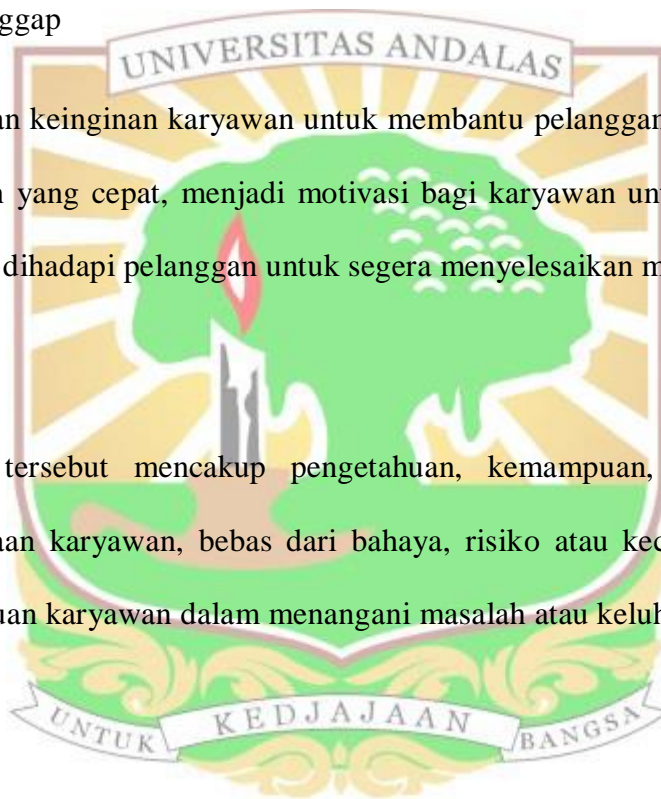 ggap
UNIVERSITAS ANDALAS
an keinginan karyawan untuk membantu pelanggan
yang cepat, menjadi motivasi bagi karyawan un
dihadapi pelanggan untuk segera menyelesaikan m
tersebut mencakup pengetahuan, kemampuan,
an karyawan, bebas dari bahaya, risiko atau kec
uan karyawan dalam menangani masalah atau keluh
UNTUK KEDJAJAAN BANGSA